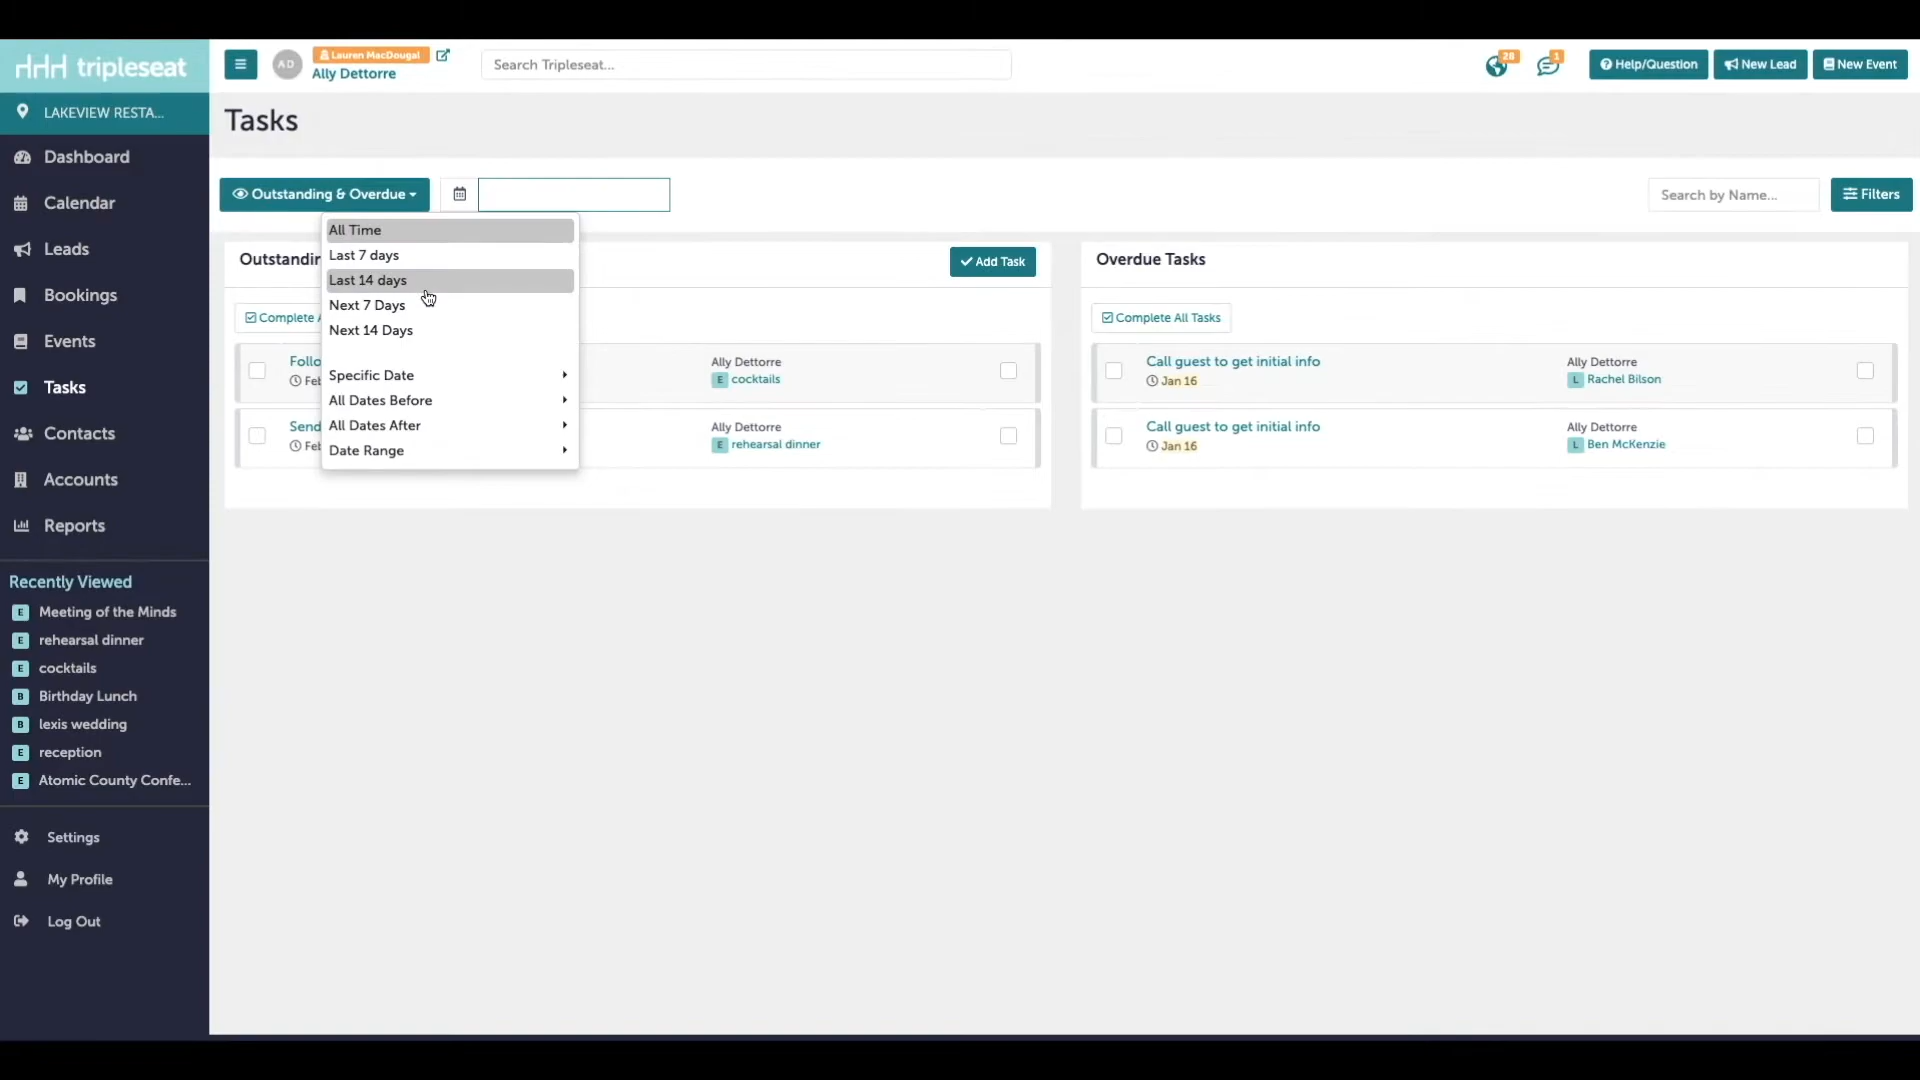 tripleseat
LAKEVIEW RESTA...
Dashboard
Calendar
Leads
Bookings
Events
Tasks
Contacts
Accounts
Reports
Recently Viewed
E Meeting of the Minds
E rehearsal dinner
E cocktails
B Birthday Lunch
B lexis wedding
E reception
E Atomic County Confe...
Settings
My Profile
Log Out
AD
Lauren MacDougal
Ally Dettorre
Search Tripleseat...
28
1
Help/Question
New Lead
New Event
Tasks
Outstanding & Overdue
Search by Name...
Filters
All Time
Last 7 days
Last 14 days
Next 7 Days
Next 14 Days
Specific Date
All Dates Before
All Dates After
Date Range
Outstandin
Add Task
Complete A
Follo
Feb
Ally Dettorre
E cocktails
Send
Feb
Ally Dettorre
E rehearsal dinner
Overdue Tasks
Complete All Tasks
Call guest to get initial info
Jan 16
Ally Dettorre
L Rachel Bilson
Call guest to get initial info
Jan 16
Ally Dettorre
L Ben McKenzie